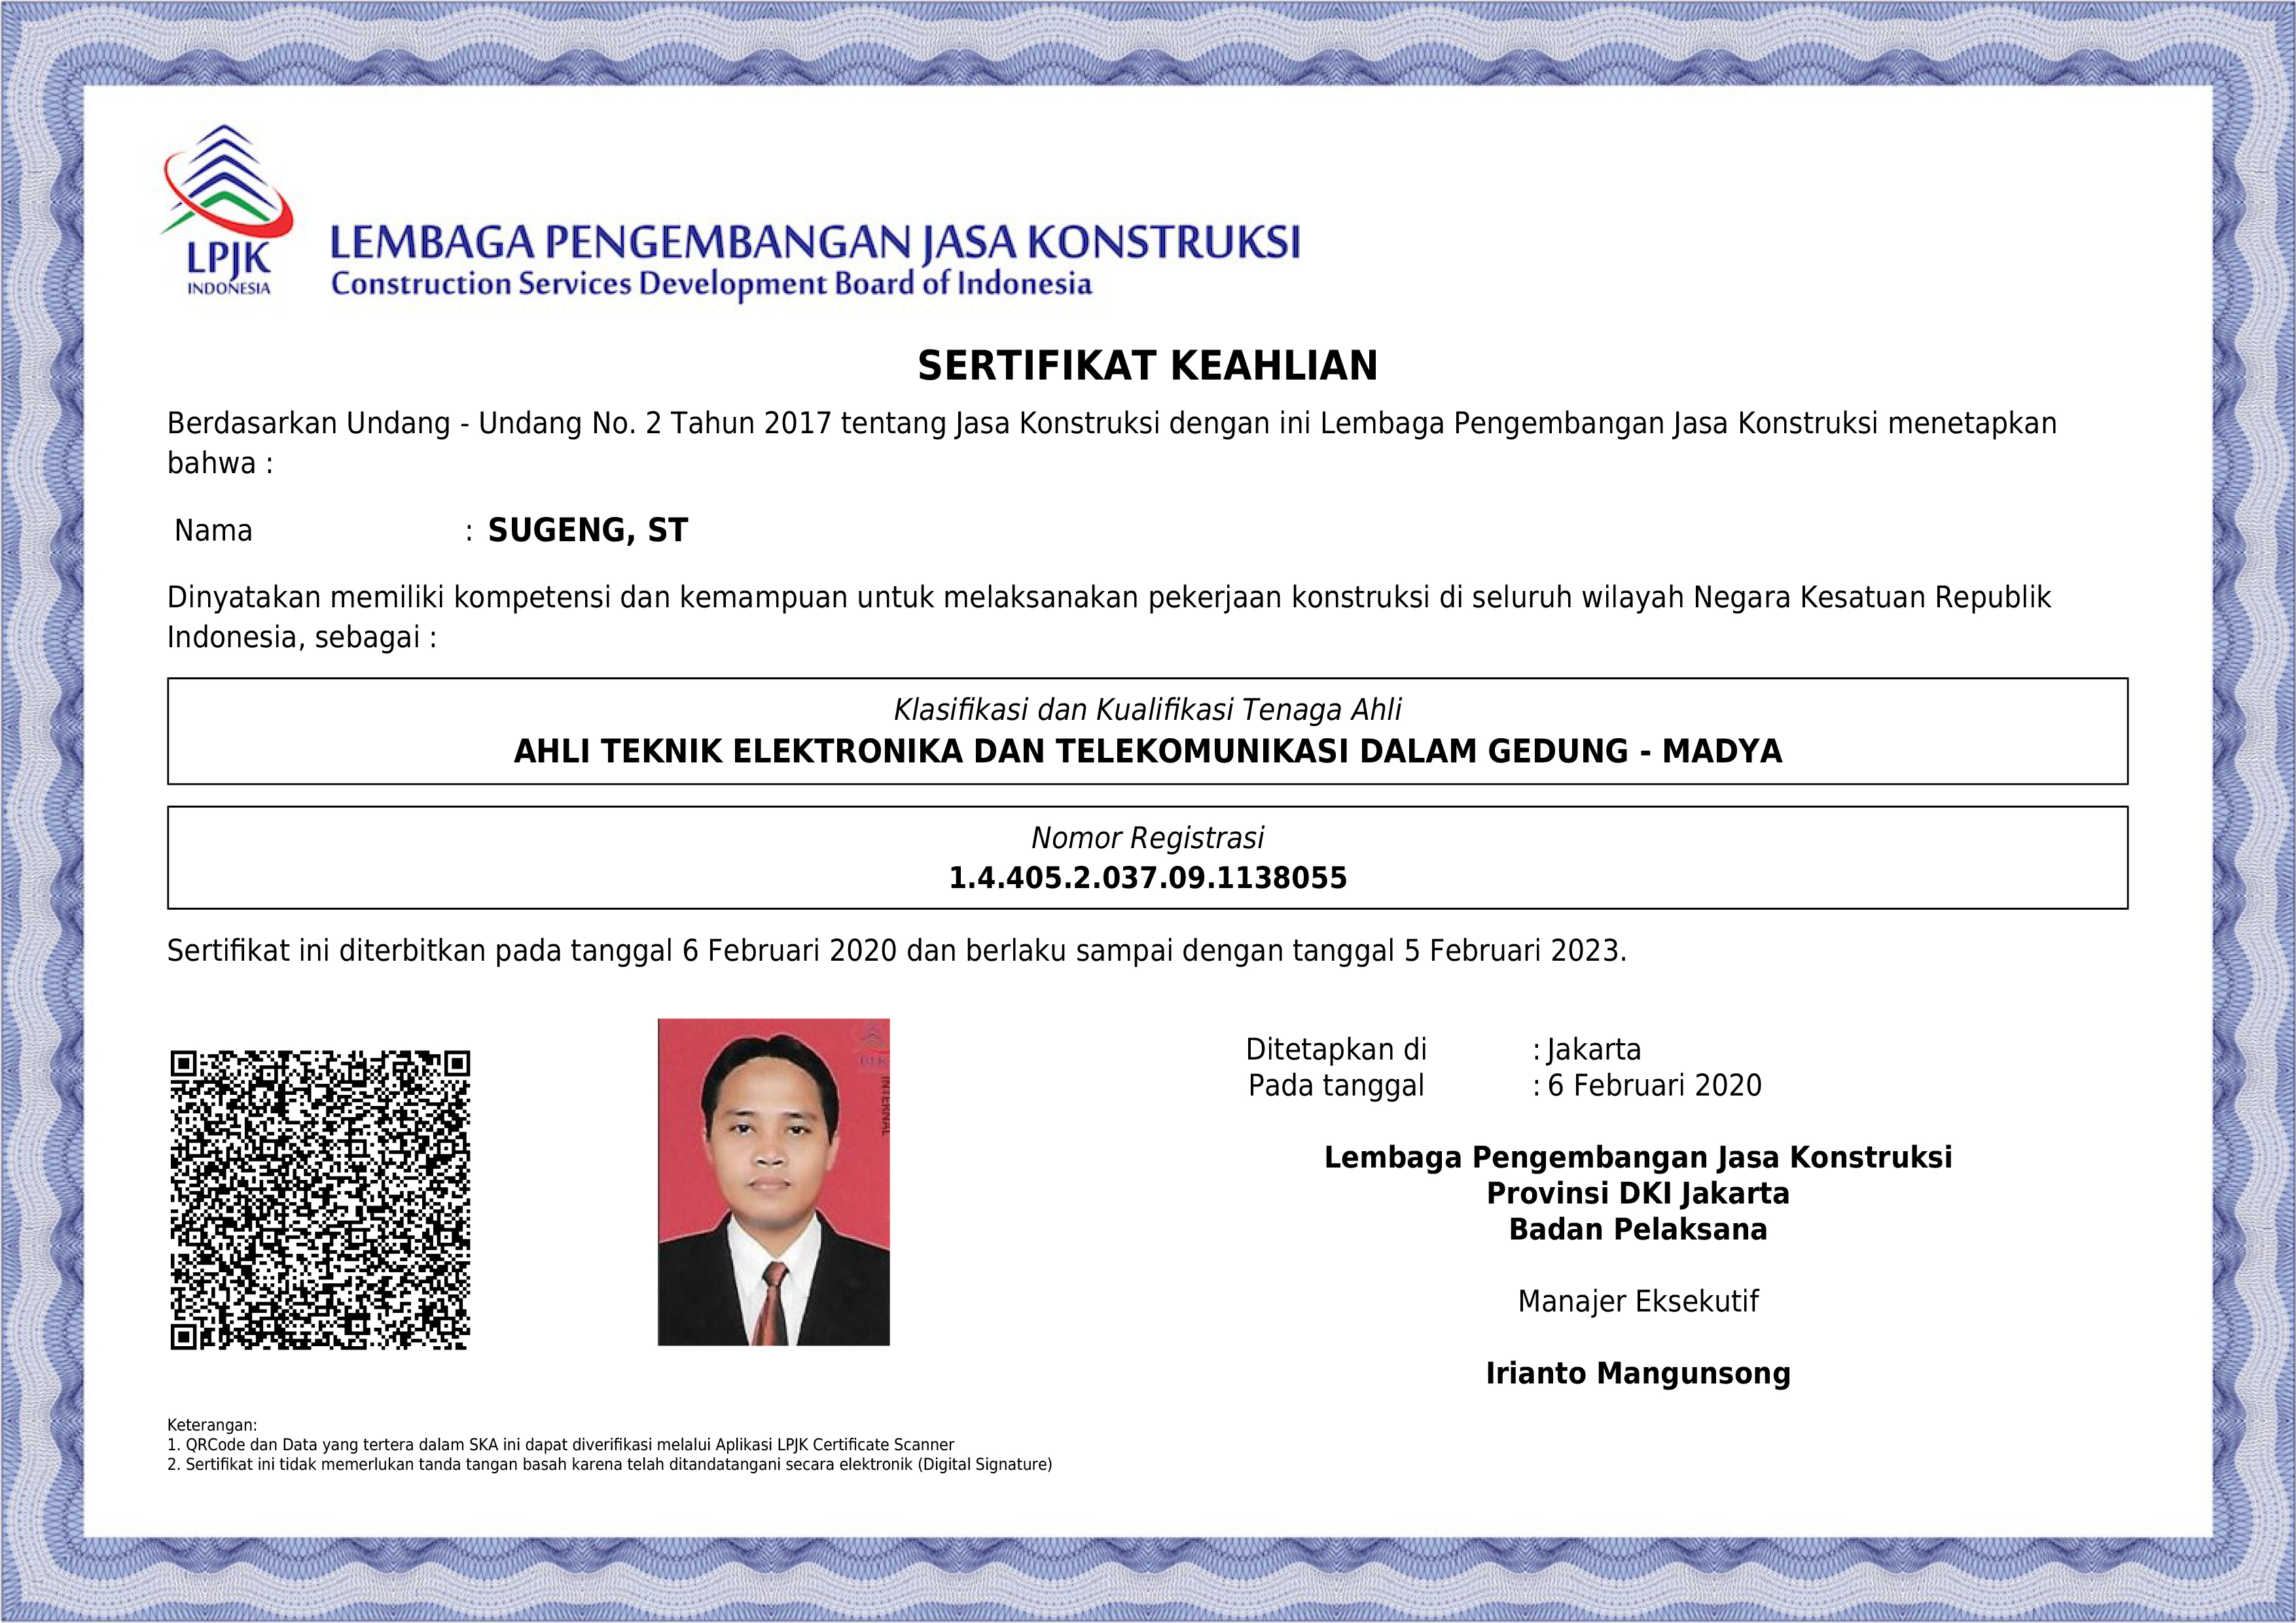 LPJK
INDONESIA
LEMBAGA PENGEMBANGAN JASA KONSTRUKSI
Construction Services Development Board of Indonesia
SERTIFIKAT KEAHLIAN
Berdasarkan Undang - Undang No. 2 Tahun 2017 tentang Jasa Konstruksi dengan ini Lembaga Pengembangan Jasa Konstruksi menetapkan
bahwa :
Nama : SUGENG, ST
Dinyatakan memiliki kompetensi dan kemampuan untuk melaksanakan pekerjaan konstruksi di seluruh wilayah Negara Kesatuan Republik
Indonesia, sebagai :
Klasifikasi dan Kualifikasi Tenaga Ahli
AHLI TEKNIK ELEKTRONIKA DAN TELEKOMUNIKASI DALAM GEDUNG - MADYA
Nomor Registrasi
1.4.405.2.037.09.1138055
Sertifikat ini diterbitkan pada tanggal 6 Februari 2020 dan berlaku sampai dengan tanggal 5 Februari 2023.
INTERNAL
Ditetapkan di : Jakarta
Pada tanggal : 6 Februari 2020
Lembaga Pengembangan Jasa Konstruksi
Provinsi DKI Jakarta
Badan Pelaksana
Manajer Eksekutif
Irianto Mangunsong
Keterangan:
1. QRCode dan Data yang tertera dalam SKA ini dapat diverifikasi melalui Aplikasi LPJK Certificate Scanner
2. Sertifikat ini tidak memerlukan tanda tangan basah karena telah ditandatangani secara elektronik (Digital Signature)